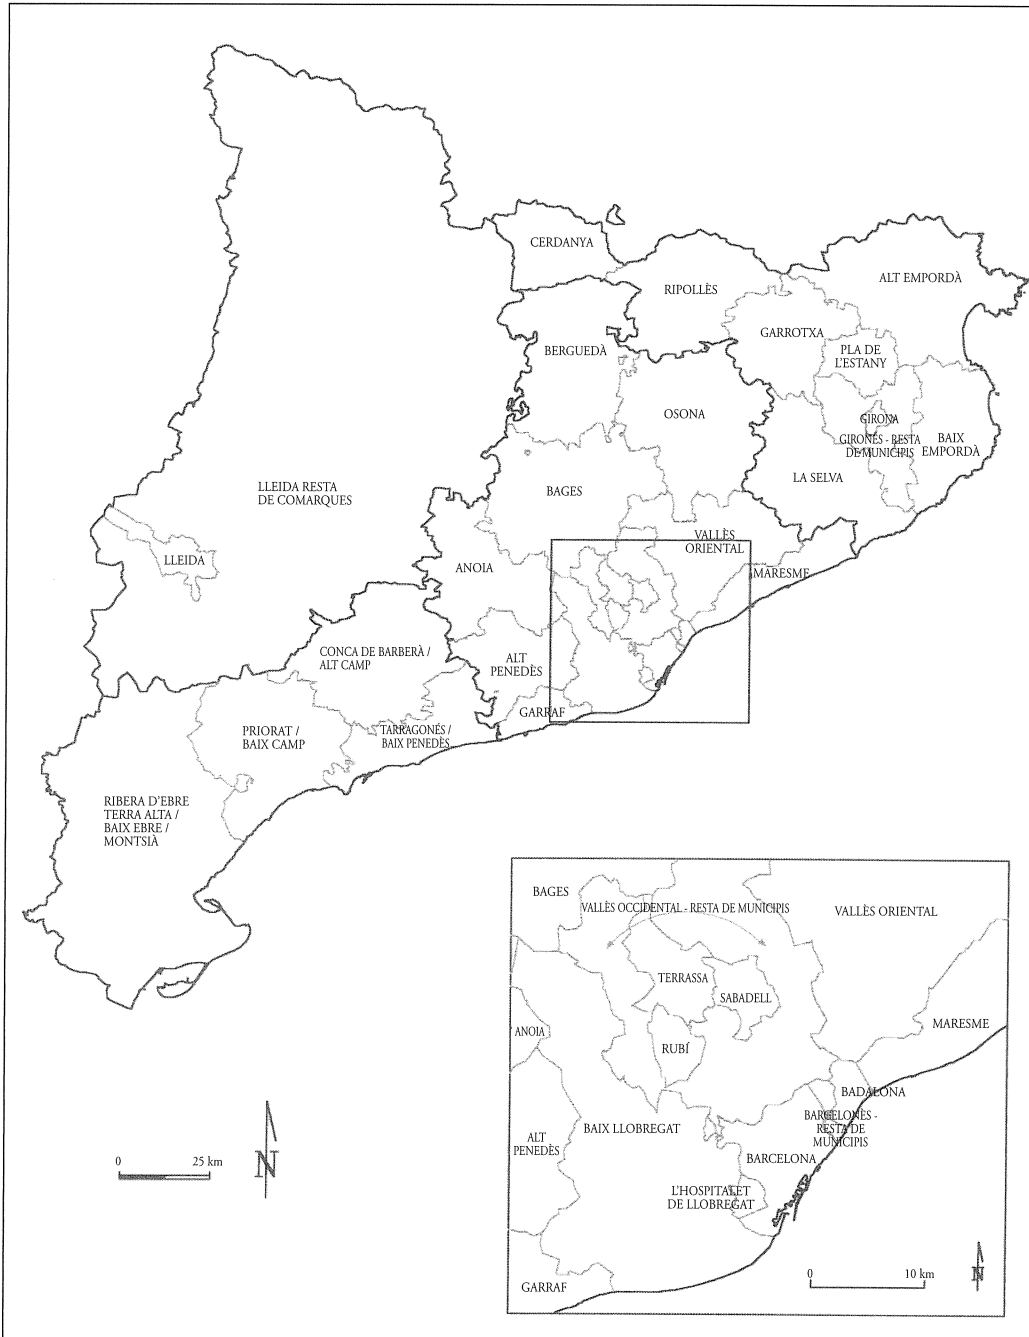 CERDANYA
RIPOLLÈS
ALT EMPORDÀ
GARROTXA
BERGUEDÀ
PLA DE
L'ESTANY
OSONA
GIRONA
GIRONÈS - RESTA
DE MUNICIPIS
BAIX
EMPORDÀ
LA SELVA
LLEIDA RESTA
DE COMARQUES
BAGES
VALLÈS
ORIENTAL
LLEIDA
ANOIA
MARESME
CONCA DE BARBERÀ /
ALT CAMP
ALT
PENEDÈS
GARRAF
PRIORAT /
BAIX CAMP
TARRAGONÉS /
BAIX PENEDÈS
RIBERA D'EBRE
TERRA ALTA /
BAIX EBRE /
MONTSIÀ
0 25 km
N
BAGES
VALLÈS OCCIDENTAL - RESTA DE MUNICIPIS
VALLÈS ORIENTAL
TERRASSA
SABADELL
ANOIA
MARESME
RUBÍ
BADALONA
BARCELONÈS -
RESTA DE
MUNICIPIS
BAIX LLOBREGAT
ALT
PENEDÈS
BARCELONA
L'HOSPITALET
DE LLOBREGAT
GARRAF
0 10 km
N